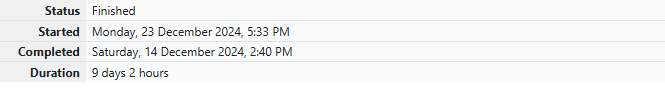 Status Finished
Started Monday, 23 December 2024, 5:33 PM
Completed Saturday, 14 December 2024, 2:40 PM
Duration 9 days 2 hours